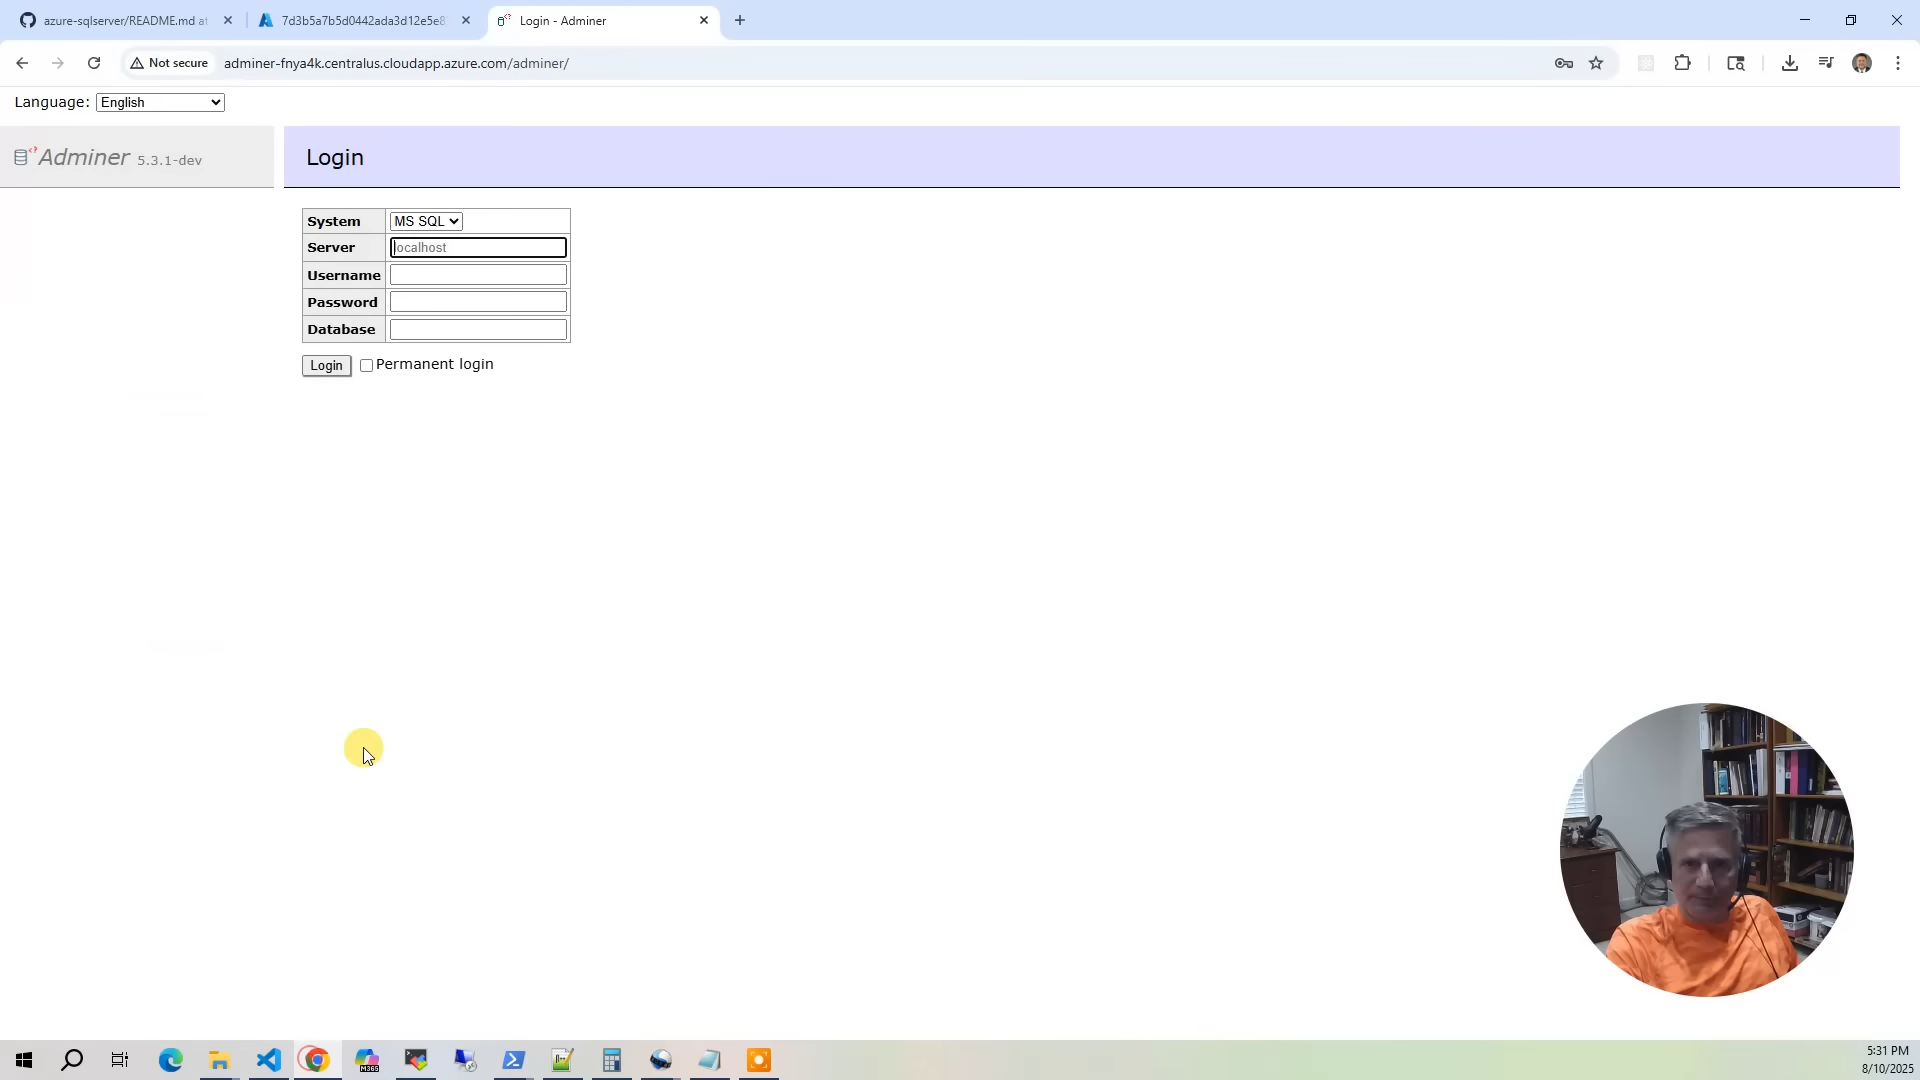 azure-sqlserver/README.md at
7d3b5a7b5d0442ada3d12e5e8
Login - Adminer
Not secure
adminer-fnya4k.centralus.cloudapp.azure.com/adminer/
Language: English
Adminer 5.3.1-dev
Login
System MS SQL
Server localhost
Username
Password
Database
Login Permanent login
M365
5:31 PM
8/10/2025